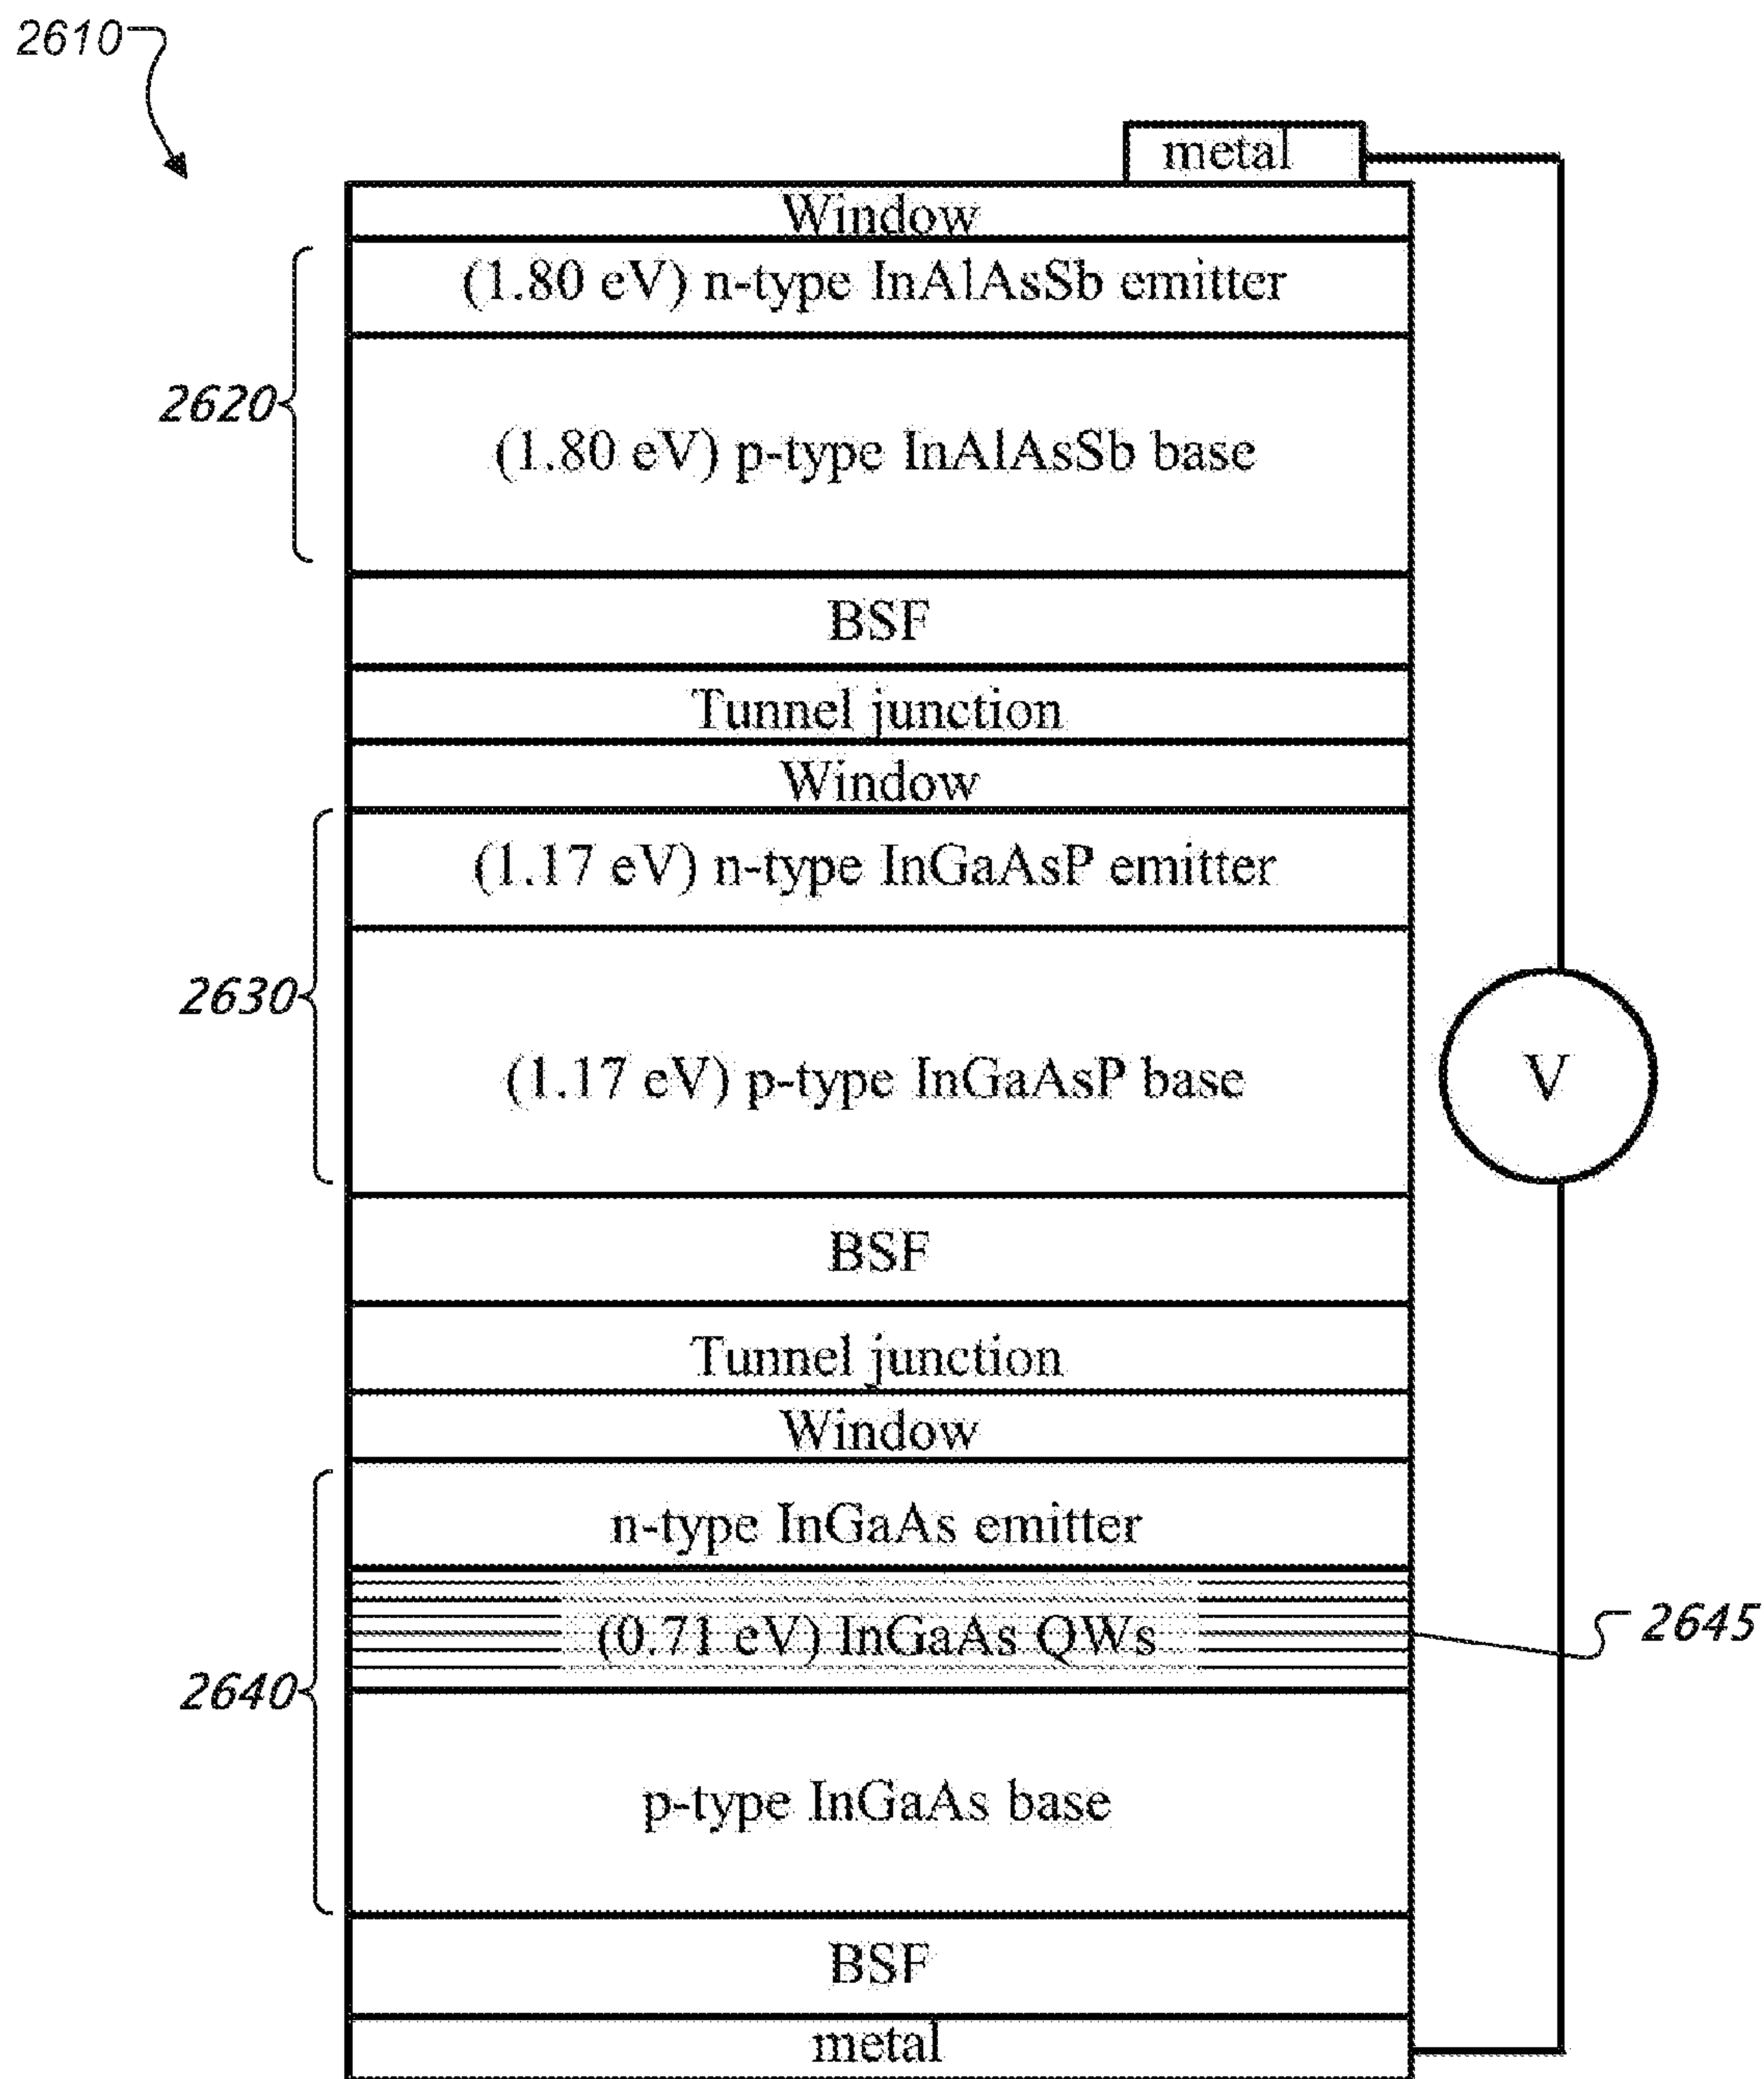 2610
metal
Window
(1.80 eV) n-type InAlAsSb emitter
2620
(1.80 eV) p-type InAlAsSb base
BSF
Tunnel junction
Window
(1.17 eV) n-type InGaAsP emitter
2630
(1.17 eV) p-type InGaAsP base
V
BSF
Tunnel junction
Window
n-type InGaAs emitter
(0.71 eV) InGaAs QWs
2645
2640
p-type InGaAs base
BSF
metal